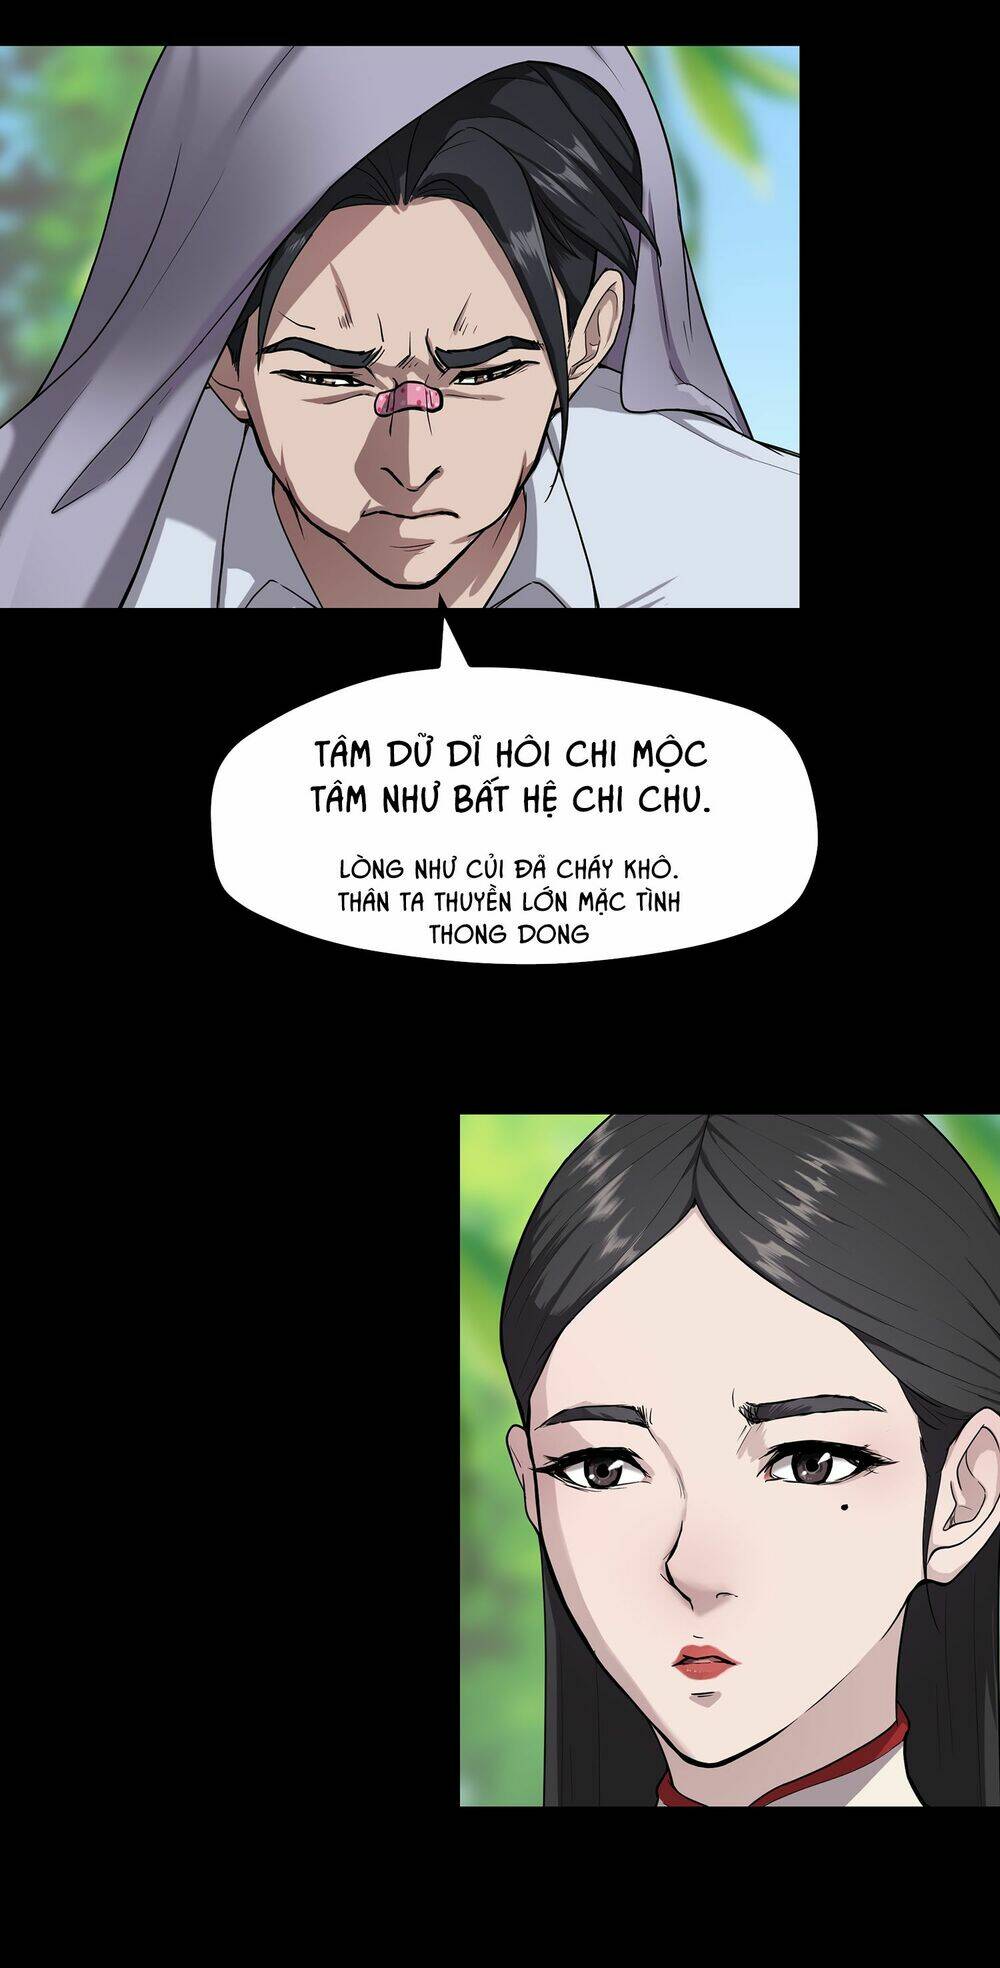 TÂM DỮ DĨ HÔI CHI MỘC
TÂM NHƯ BẤT HỆ CHI CHU.
LÒNG NHƯ CỦI ĐÃ CHÁY KHÔ.
THÂN TA THUYỀN LỚN MẶC TÌNH
THONG DONG